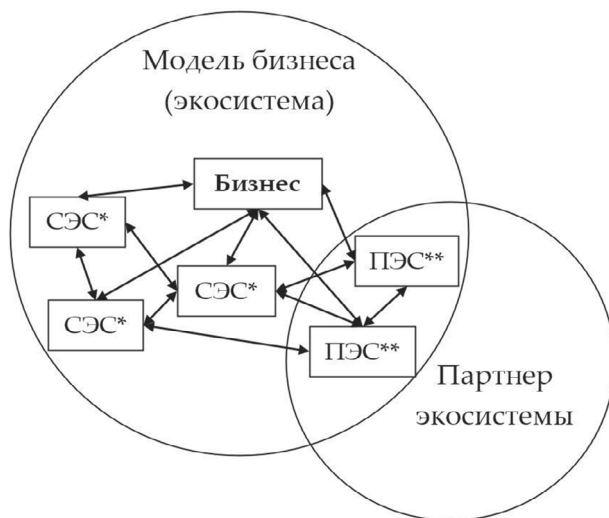 Модель бизнеса
(экосистема)
Бизнес
СЭС*
ПЭС**
СЭС*
СЭС*
ПЭС**
Партнер
экосистемы